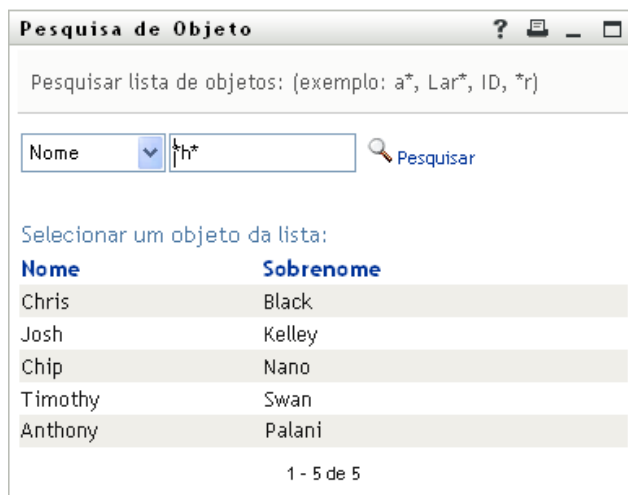 Pesquisa de Objeto ?
Pesquisar lista de objetos: (exemplo: a*, Lar*, ID, *r)
Nome *h* Pesquisar
Selecionar um objeto da lista:
Nome Sobrenome
Chris Black
Josh Kelley
Chip Nano
Timothy Swan
Anthony Palani
1 - 5 de 5